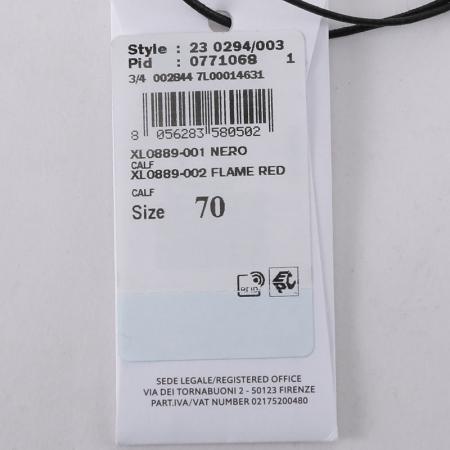 Style : 23 0294/003
Pid : 0771068 1
3/4 002844 7L00014631
8 056283 580502
XL0889-001 NERO
CALF
XL0889-002 FLAME RED
CALF
Size 70
RFID
EPC
SEDE LEGALE/REGISTERED OFFICE
VIA DEI TORNABUONI 2 - 50123 FIRENZE
PART.IVA/VAT NUMBER 02175200480